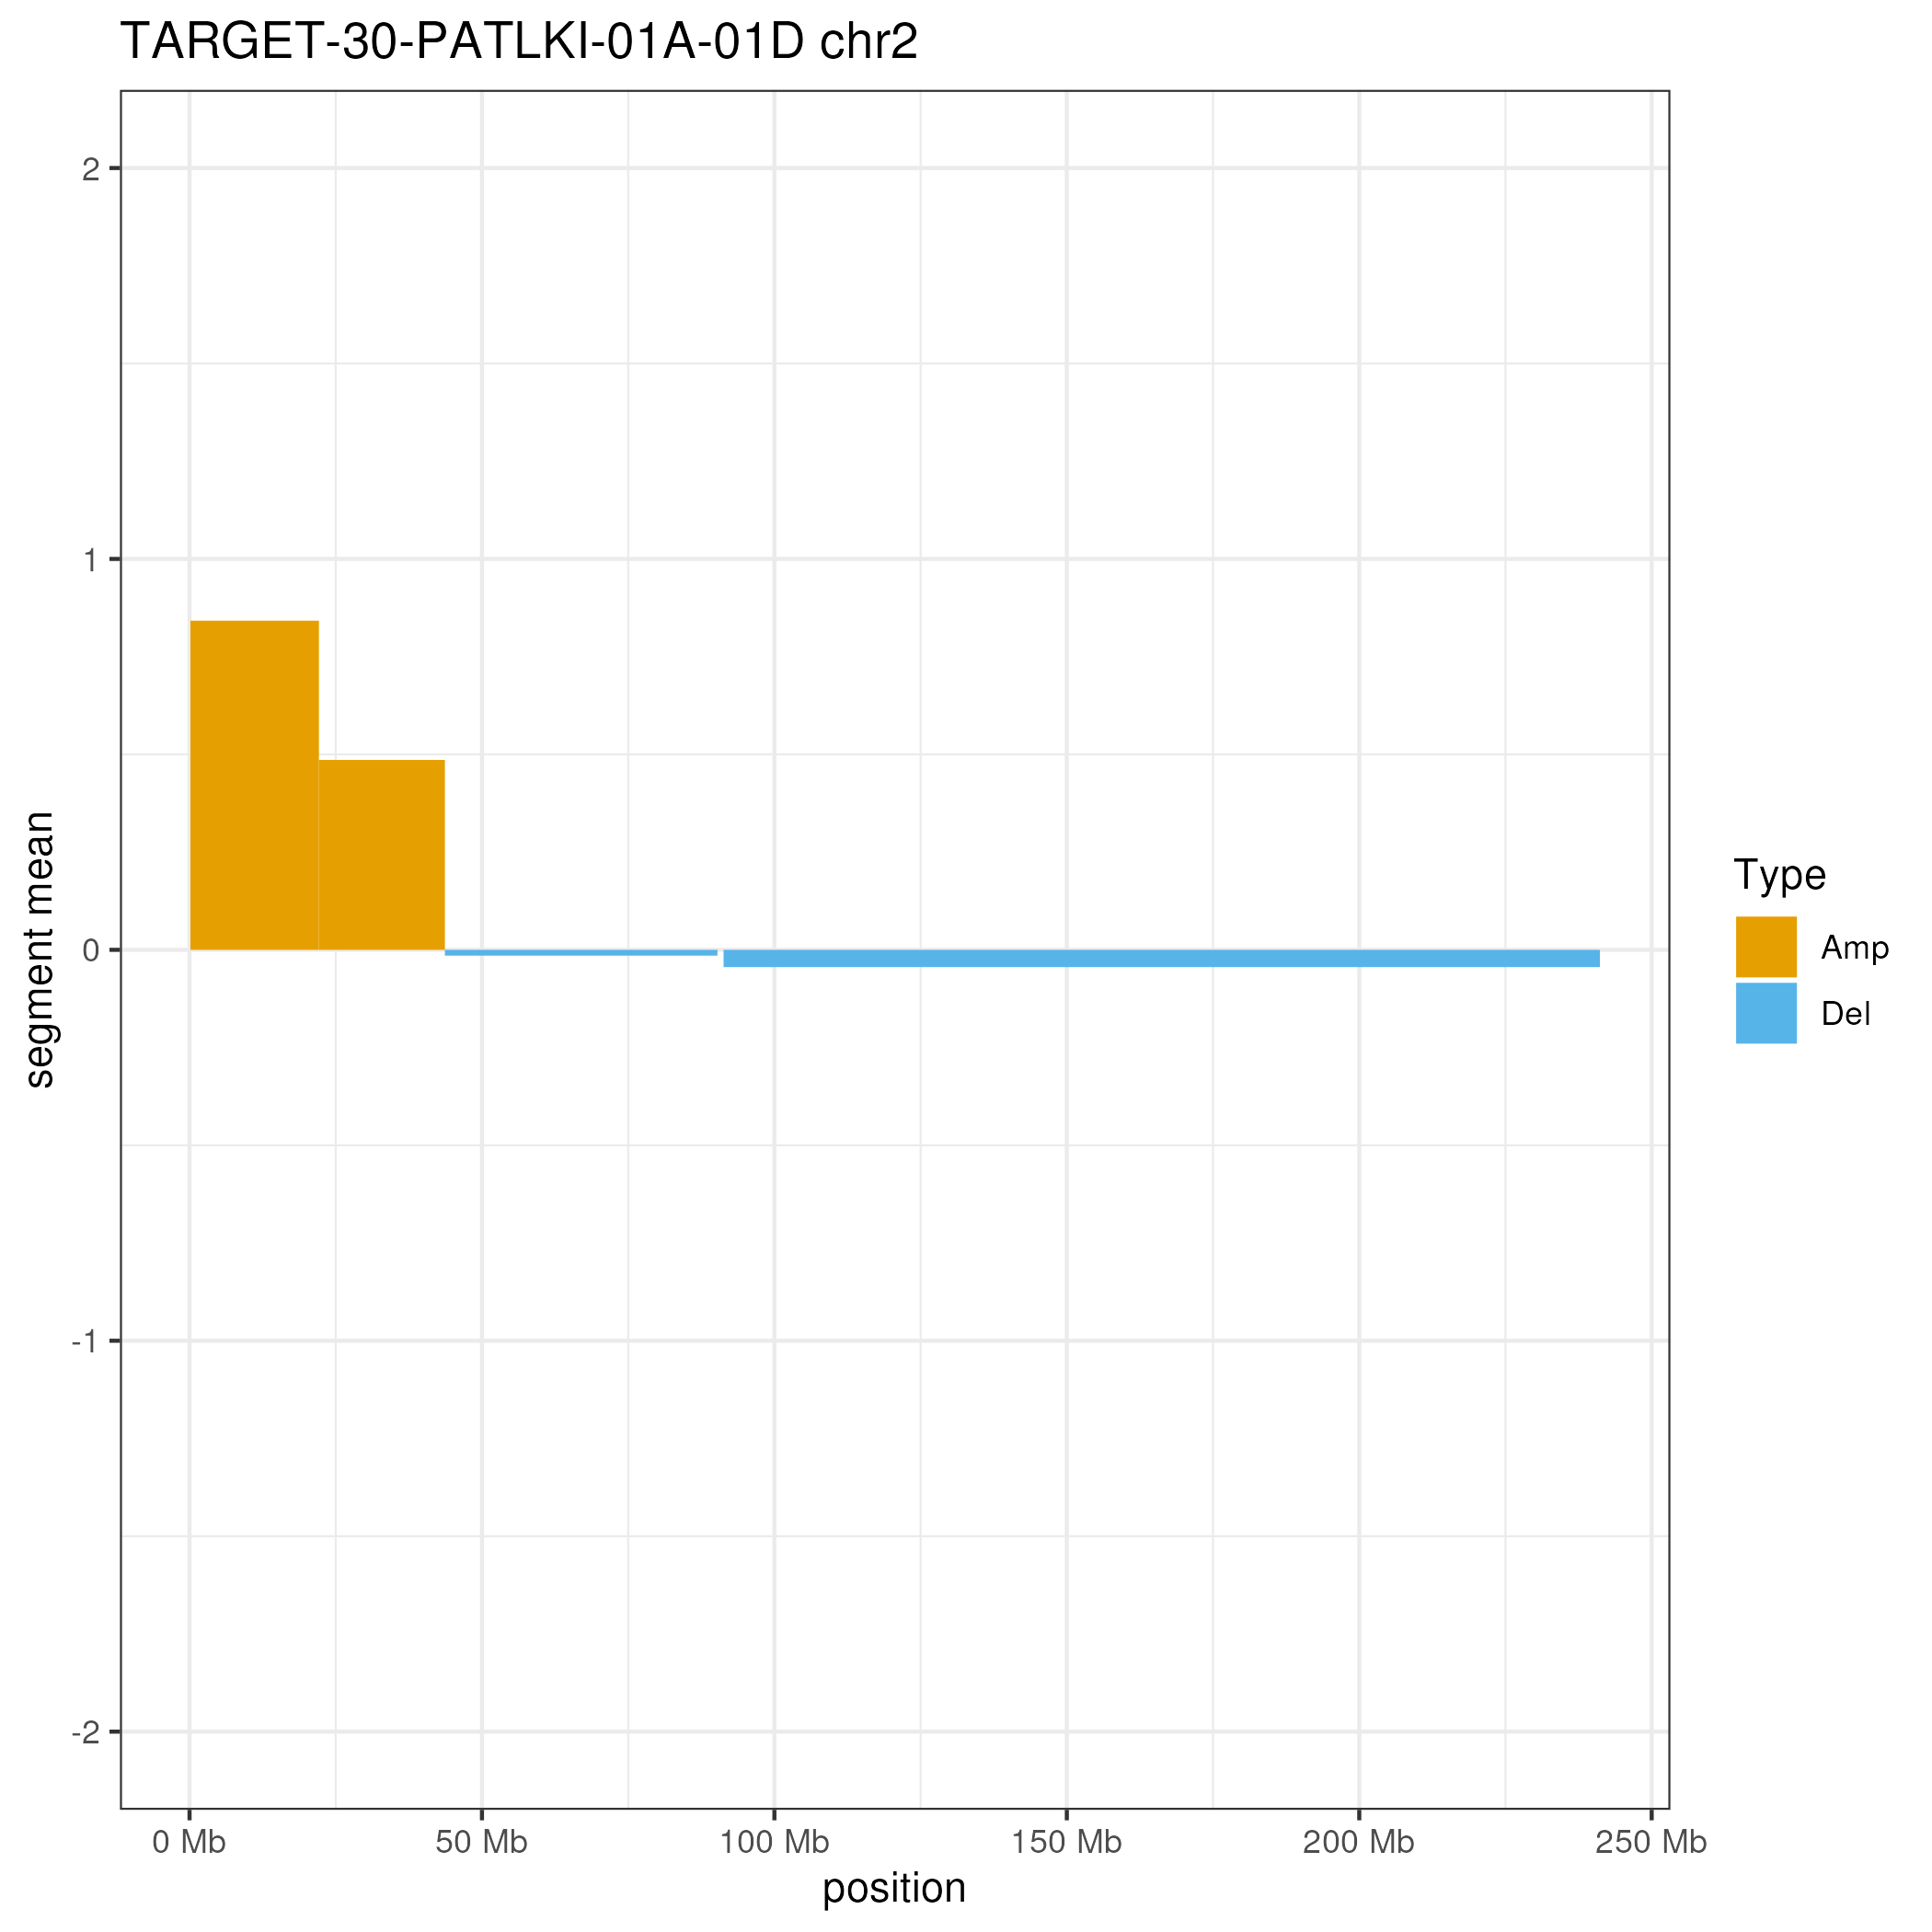 TARGET-30-PATLKI-01A-01D chr2
2
1
0
-1
-2
segment mean
0 Mb 50 Mb 100 Mb 150 Mb 200 Mb 250 Mb
position
Type
Amp
Del